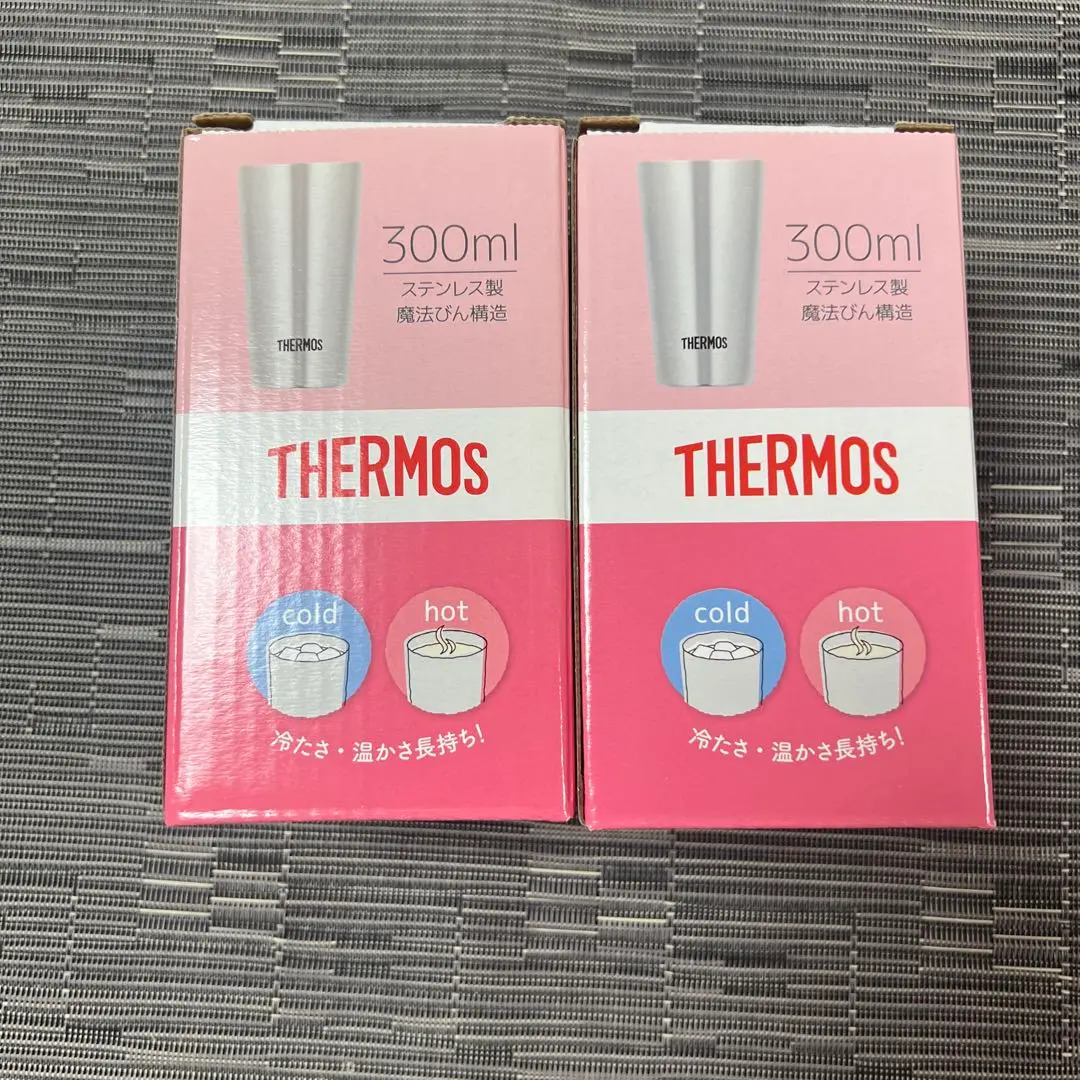 300ml
ステンレス製
魔法びん構造
THERMOS
THERMOS
cold
hot
冷たさ・温かさ長持ち!
300ml
ステンレス製
魔法びん構造
THERMOS
THERMOS
cold
hot
冷たさ・温かさ長持ち!